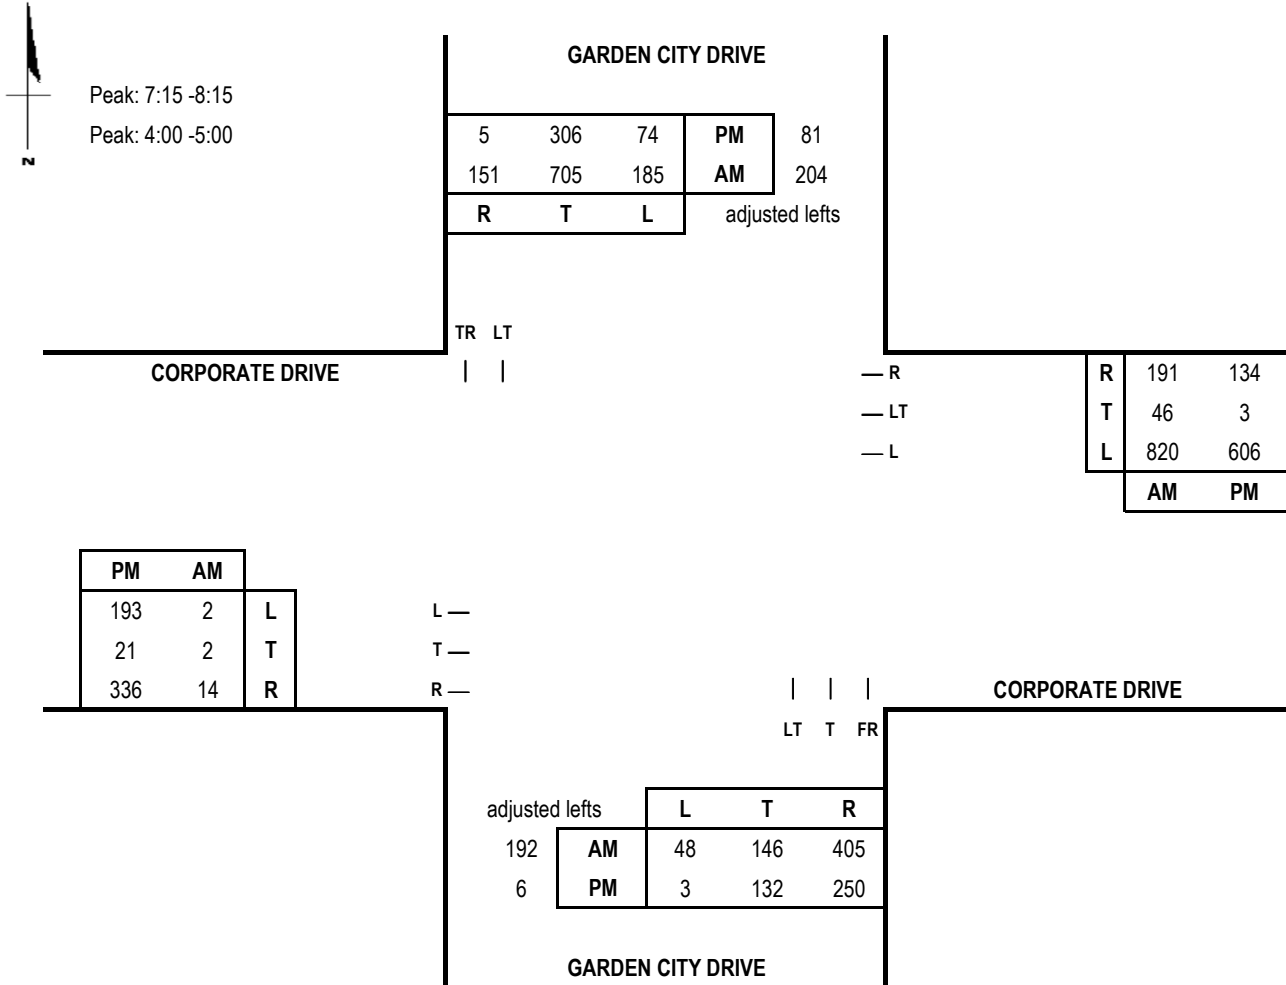 GARDEN CITY DRIVE
Peak: 7:15 -8:15
Peak: 4:00 -5:00
N
5 306 74 PM 81
151 705 185 AM 204
R T L adjusted lefts
TR LT
CORPORATE DRIVE
R
LT
L
R 191 134
T 46 3
L 820 606
AM PM
PM AM
193 2 L
21 2 T
336 14 R
L
T
R
CORPORATE DRIVE
LT T FR
adjusted lefts L T R
192 AM 48 146 405
6 PM 3 132 250
GARDEN CITY DRIVE